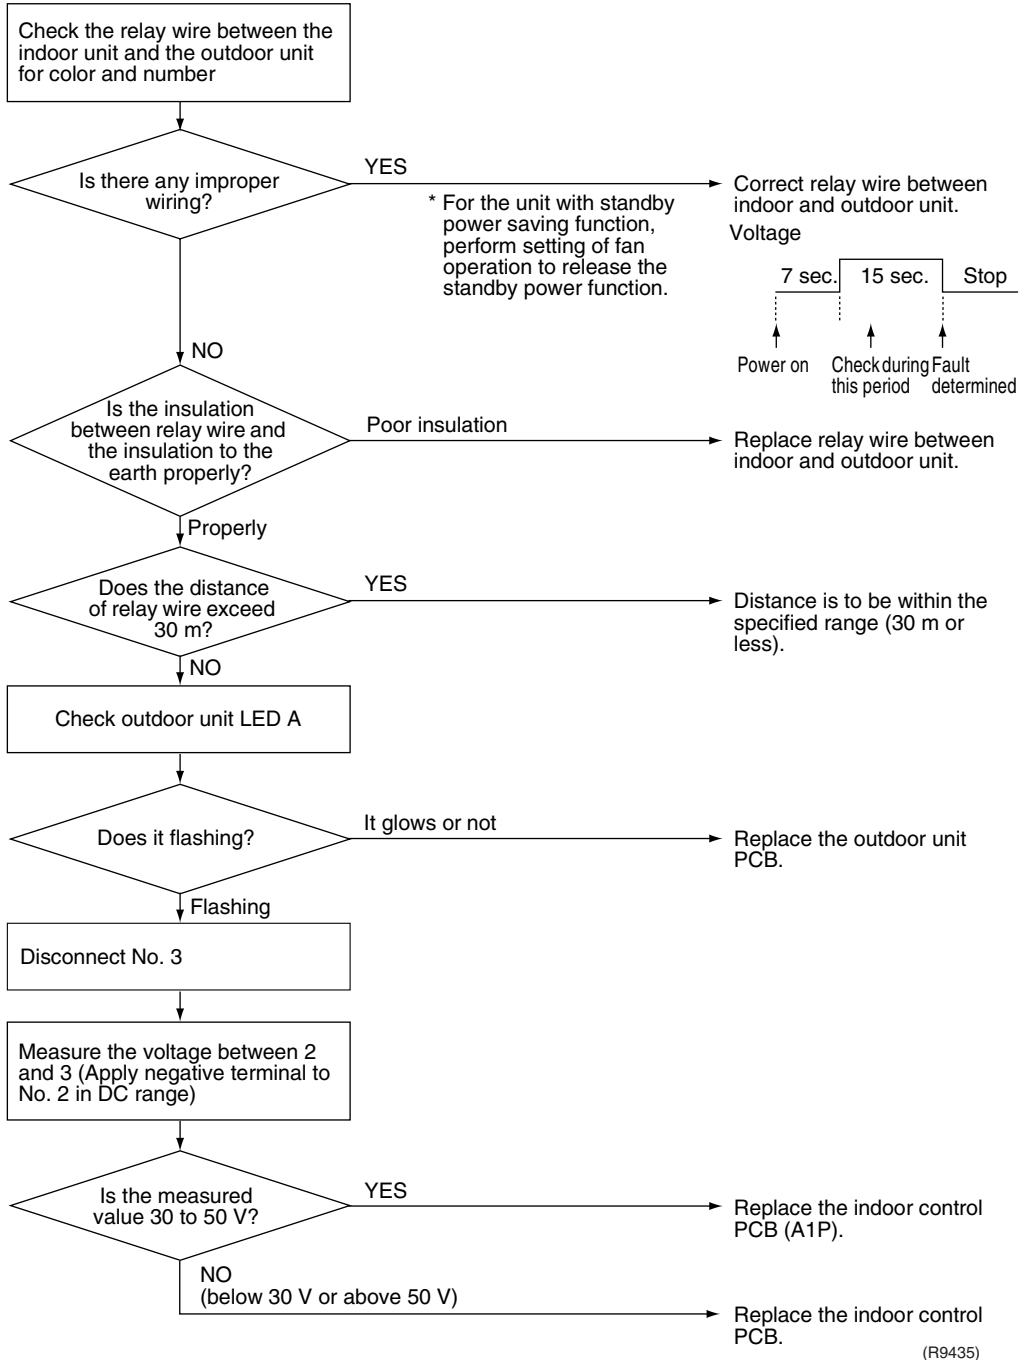 Check the relay wire between the
indoor unit and the outdoor unit
for color and number
Is there any improper
wiring?
YES
* For the unit with standby
power saving function,
perform setting of fan
operation to release the
standby power function.
Correct relay wire between
indoor and outdoor unit.
Voltage
7 sec. 15 sec. Stop
Power on Check during Fault
this period determined
NO
Is the insulation
between relay wire and
the insulation to the
earth properly?
Poor insulation
Replace relay wire between
indoor and outdoor unit.
Properly
Does the distance
of relay wire exceed
30 m?
YES
Distance is to be within the
specified range (30 m or
less).
NO
Check outdoor unit LED A
Does it flashing?
It glows or not
Replace the outdoor unit
PCB.
Flashing
Disconnect No. 3
Measure the voltage between 2
and 3 (Apply negative terminal to
No. 2 in DC range)
Is the measured
value 30 to 50 V?
YES
Replace the indoor control
PCB (A1P).
NO
(below 30 V or above 50 V)
Replace the indoor control
PCB.
(R9435)